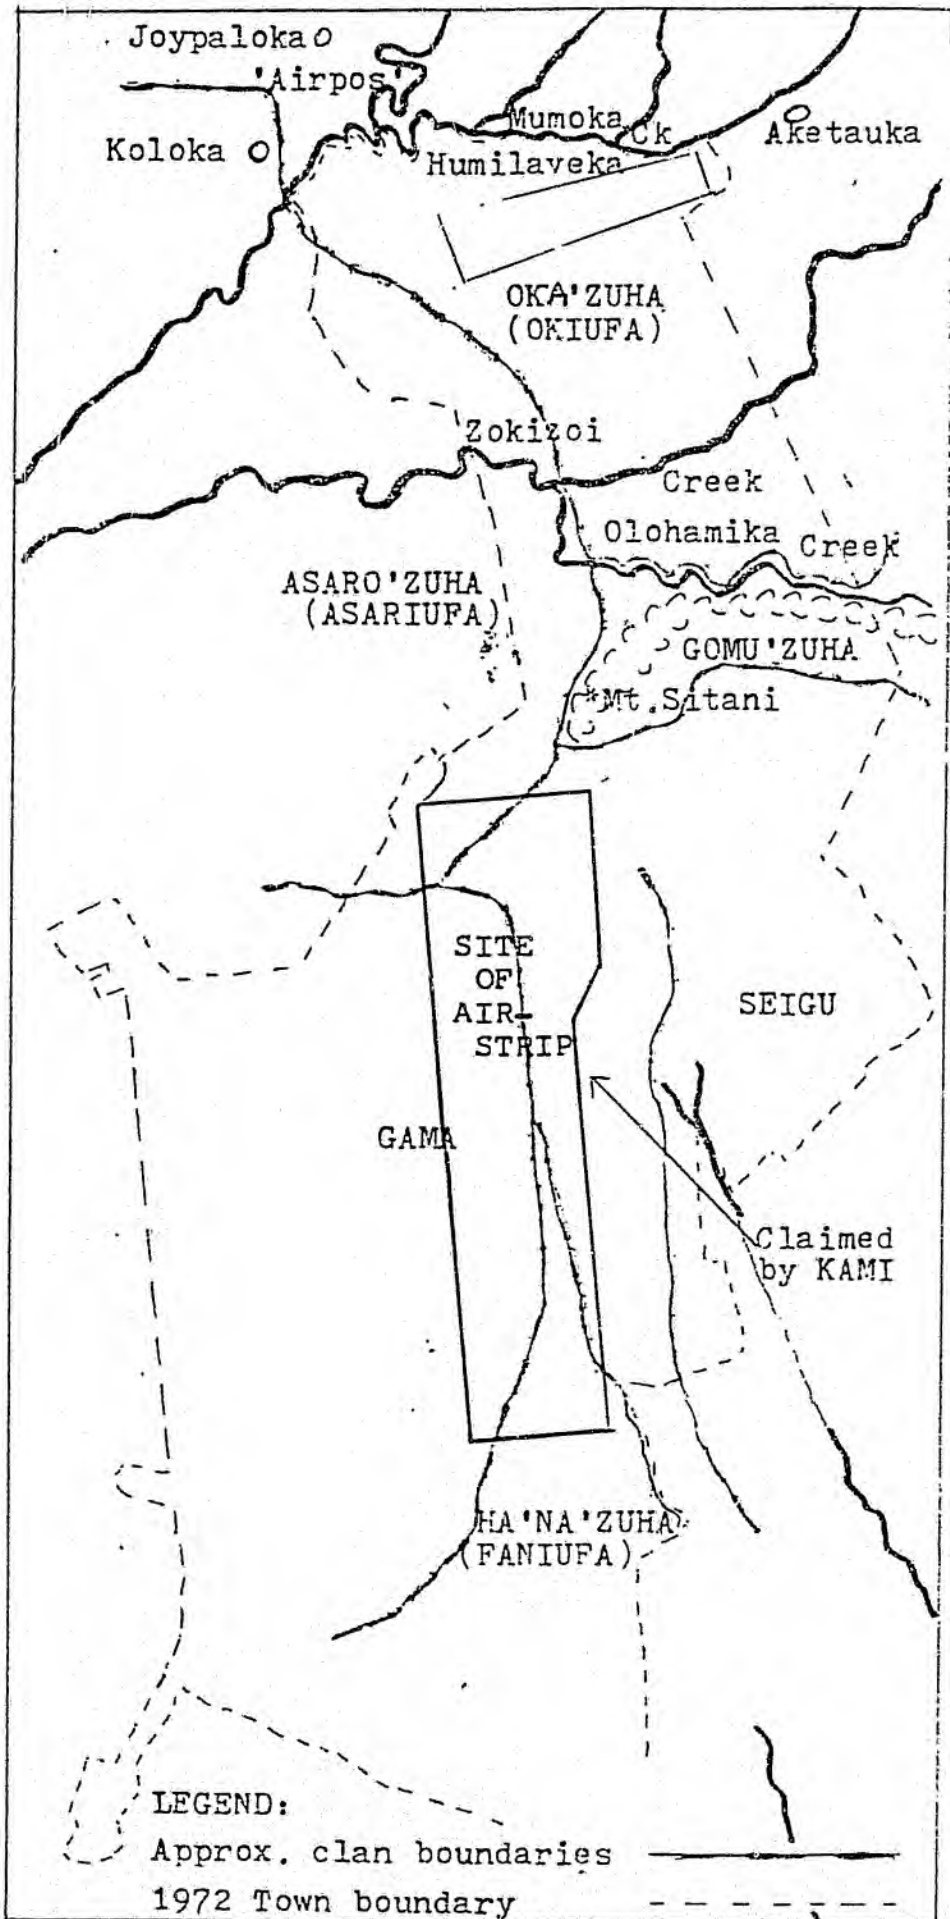 Joypaloka
'Airpos'
Koloka
Mumoka Ck
Humilaveka
Aketauka
OKA'ZUHA
(OKIUFA)
Zokizoi
Creek
Olohamika Creek
ASARO'ZUHA
(ASARIUFA)
GOMU'ZUHA
*Mt.Sitani
SITE
OF
AIR-
STRIP
SEIGU
GAMA
Claimed
by KAMI
HA'NA'ZUHA
(FANIUFA)
LEGEND:
Approx. clan boundaries
1972 Town boundary